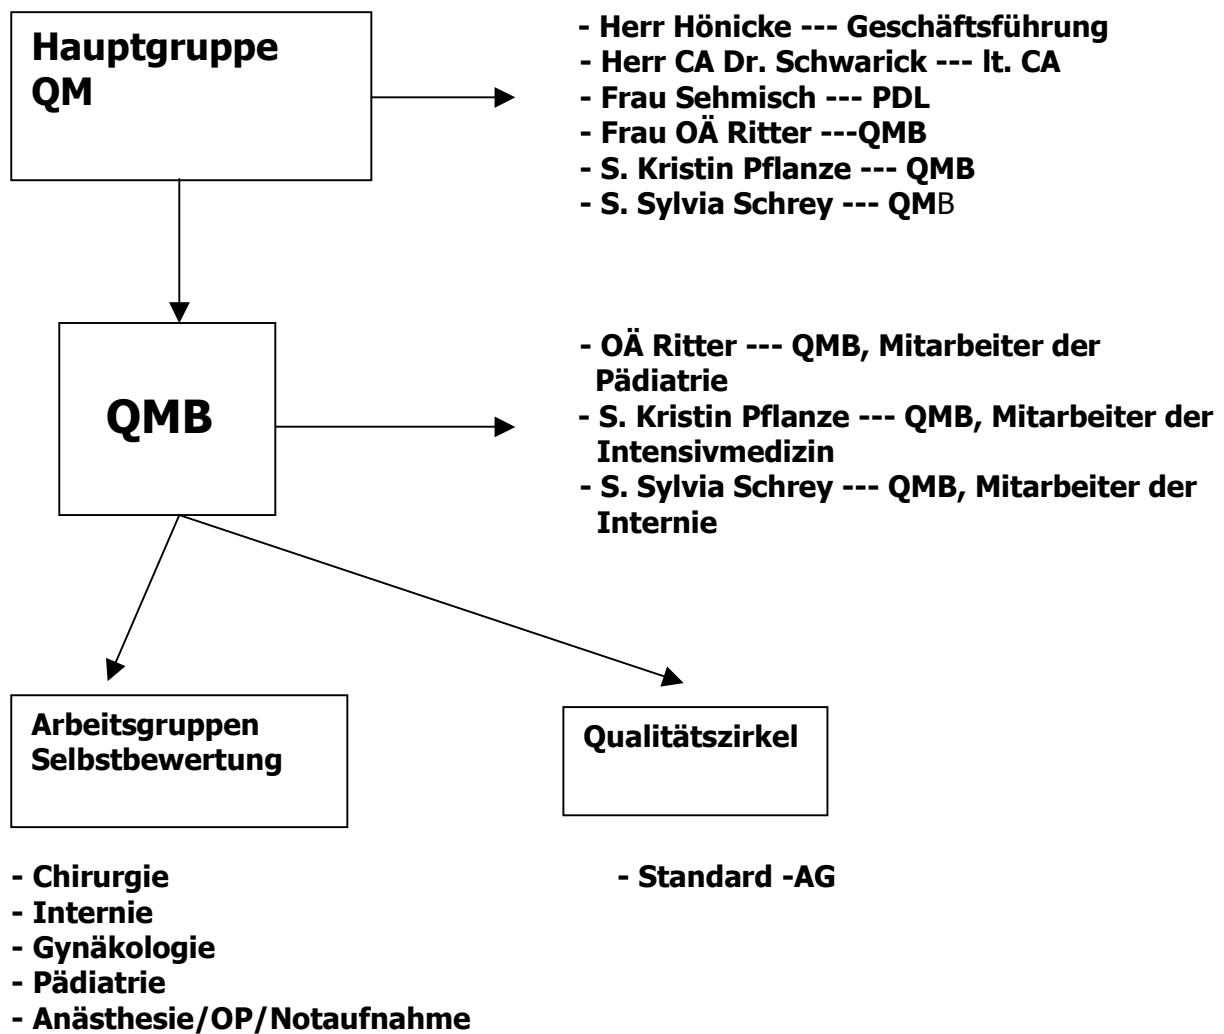 Hauptgruppe
QM
- Herr Hönicke --- Geschäftsführung
- Herr CA Dr. Schwarick --- lt. CA
- Frau Sehmisch --- PDL
- Frau OÄ Ritter ---QMB
- S. Kristin Pflanze --- QMB
- S. Sylvia Schrey --- QMB
QMB
- OÄ Ritter --- QMB, Mitarbeiter der
Pädiatrie
- S. Kristin Pflanze --- QMB, Mitarbeiter der
Intensivmedizin
- S. Sylvia Schrey --- QMB, Mitarbeiter der
Internie
Arbeitsgruppen
Selbstbewertung
- Chirurgie
- Internie
- Gynäkologie
- Pädiatrie
- Anästhesie/OP/Notaufnahme
Qualitätszirkel
- Standard -AG